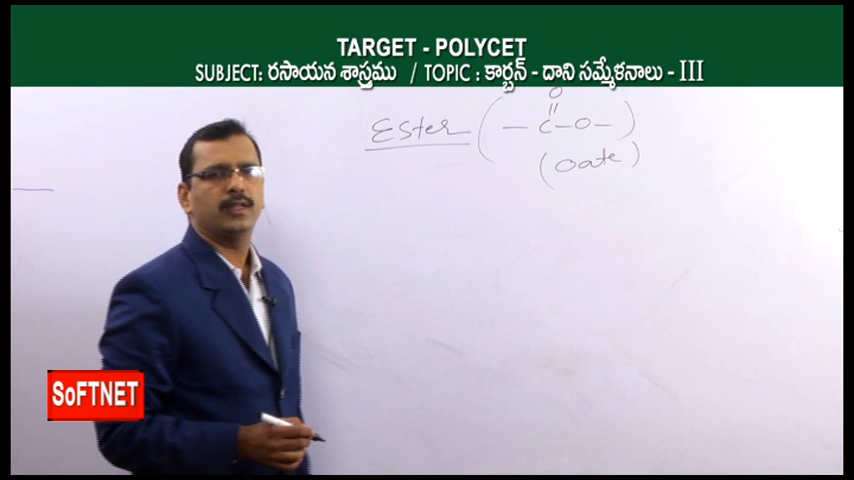 TARGET - POLYCET
SUBJECT: రసాయన శాస్త్రము / TOPIC : కార్బన్ - దాని సమ్మేళనాలు - III
O
Ester ( — C — O — )
(Oate)
SoFTNET